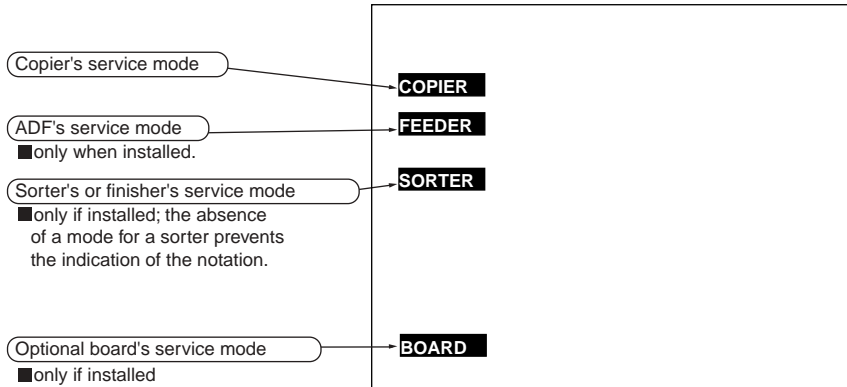 Copier's service mode
COPIER
ADF's service mode
FEEDER
■only when installed.
Sorter's or finisher's service mode
SORTER
■only if installed; the absence
of a mode for a sorter prevents
the indication of the notation.
Optional board's service mode
BOARD
■only if installed